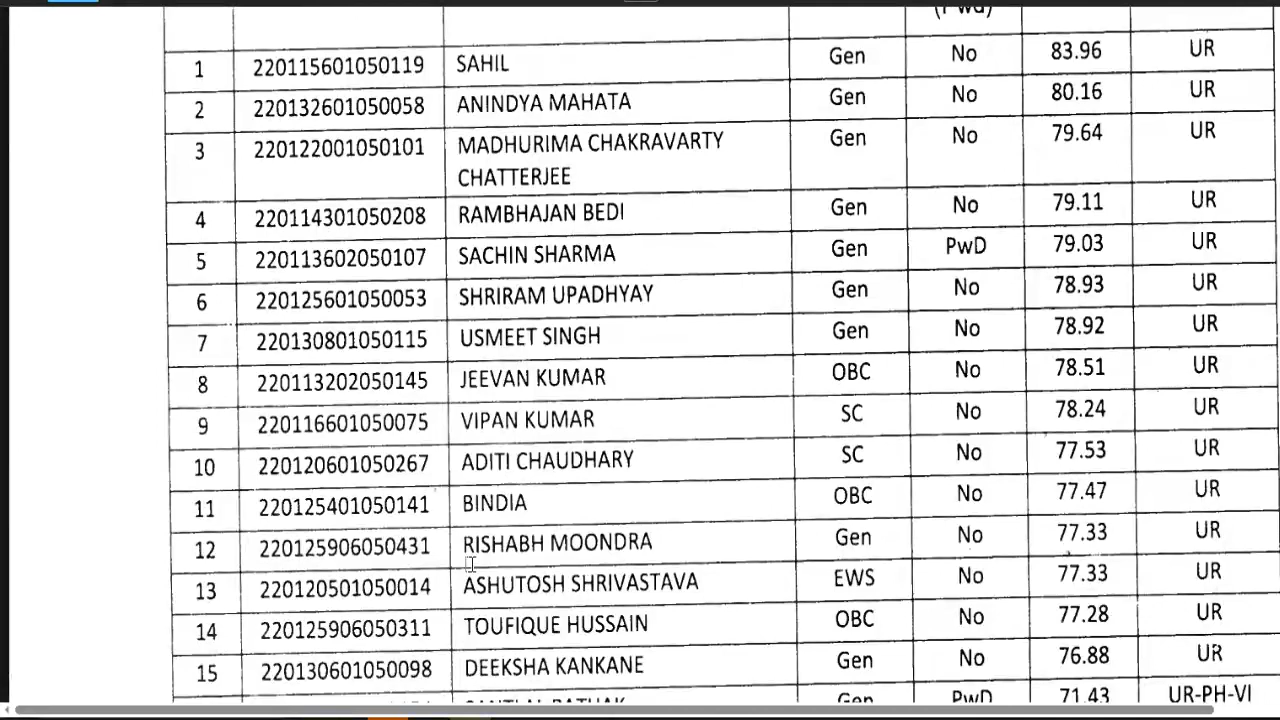 (Pwd)
1 220115601050119 SAHIL Gen No 83.96 UR
2 220132601050058 ANINDYA MAHATA Gen No 80.16 UR
3 220122001050101 MADHURIMA CHAKRAVARTY Gen No 79.64 UR
CHATTERJEE
4 220114301050208 RAMBHAJAN BEDI Gen No 79.11 UR
5 220113602050107 SACHIN SHARMA Gen PwD 79.03 UR
6 220125601050053 SHRIRAM UPADHYAY Gen No 78.93 UR
7 220130801050115 USMEET SINGH Gen No 78.92 UR
8 220113202050145 JEEVAN KUMAR OBC No 78.51 UR
9 220116601050075 VIPAN KUMAR SC No 78.24 UR
10 220120601050267 ADITI CHAUDHARY SC No 77.53 UR
11 220125401050141 BINDIA OBC No 77.47 UR
12 220125906050431 RISHABH MOONDRA Gen No 77.33 UR
13 220120501050014 ASHUTOSH SHRIVASTAVA EWS No 77.33 UR
14 220125906050311 TOUFIQUE HUSSAIN OBC No 77.28 UR
15 220130601050098 DEEKSHA KANKANE Gen No 76.88 UR
Gen PwD 71.43 UR-PH-VI